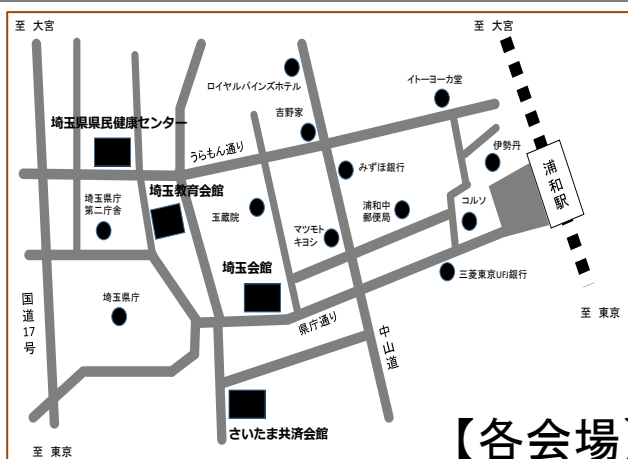 至 大宮
至 大宮
ロイヤルパインズホテル
イトーヨーカ堂
吉野家
埼玉県県民健康センター
うらもん通り
伊勢丹
みずほ銀行
浦和駅
埼玉教育会館
埼玉県庁
第二庁舎
玉蔵院
浦和中
郵便局
コルソ
マツモト
キヨシ
埼玉会館
三菱東京UFJ銀行
埼玉県庁
国道17号
県庁通り
中山道
至 東京
さいたま共済会館
至 東京
【各会場】